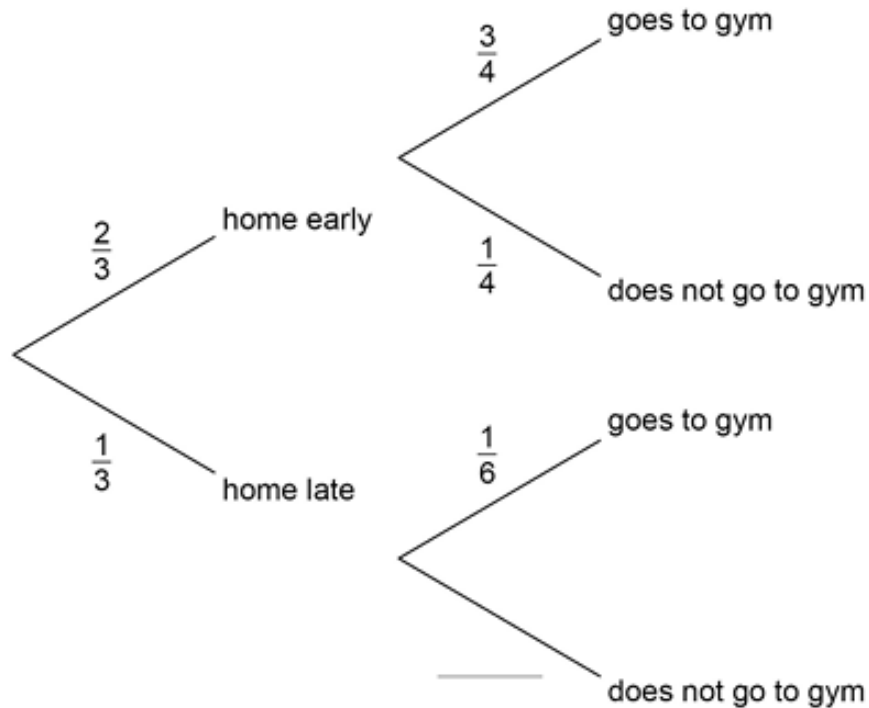 goes to gym
3/4
home early
2/3
1/4
does not go to gym
goes to gym
1/6
1/3
home late
does not go to gym